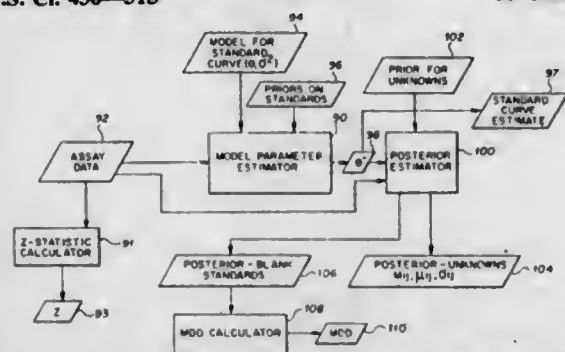 94
MODEL FOR
STANDARD
CURVE (θ, σ²)
96
PRIORS ON
STANDARDS
102
PRIOR FOR
UNKNOWNS
97
STANDARD
CURVE
ESTIMATE
92
ASSAY
DATA
90
MODEL PARAMETER
ESTIMATOR
98
POSTERIOR
ESTIMATOR
100
Z-STATISTIC
CALCULATOR
91
Z
93
POSTERIOR-BLANK
STANDARDS
106
POSTERIOR-UNKNOWNS
104
MDD CALCULATOR
108
MDD
110